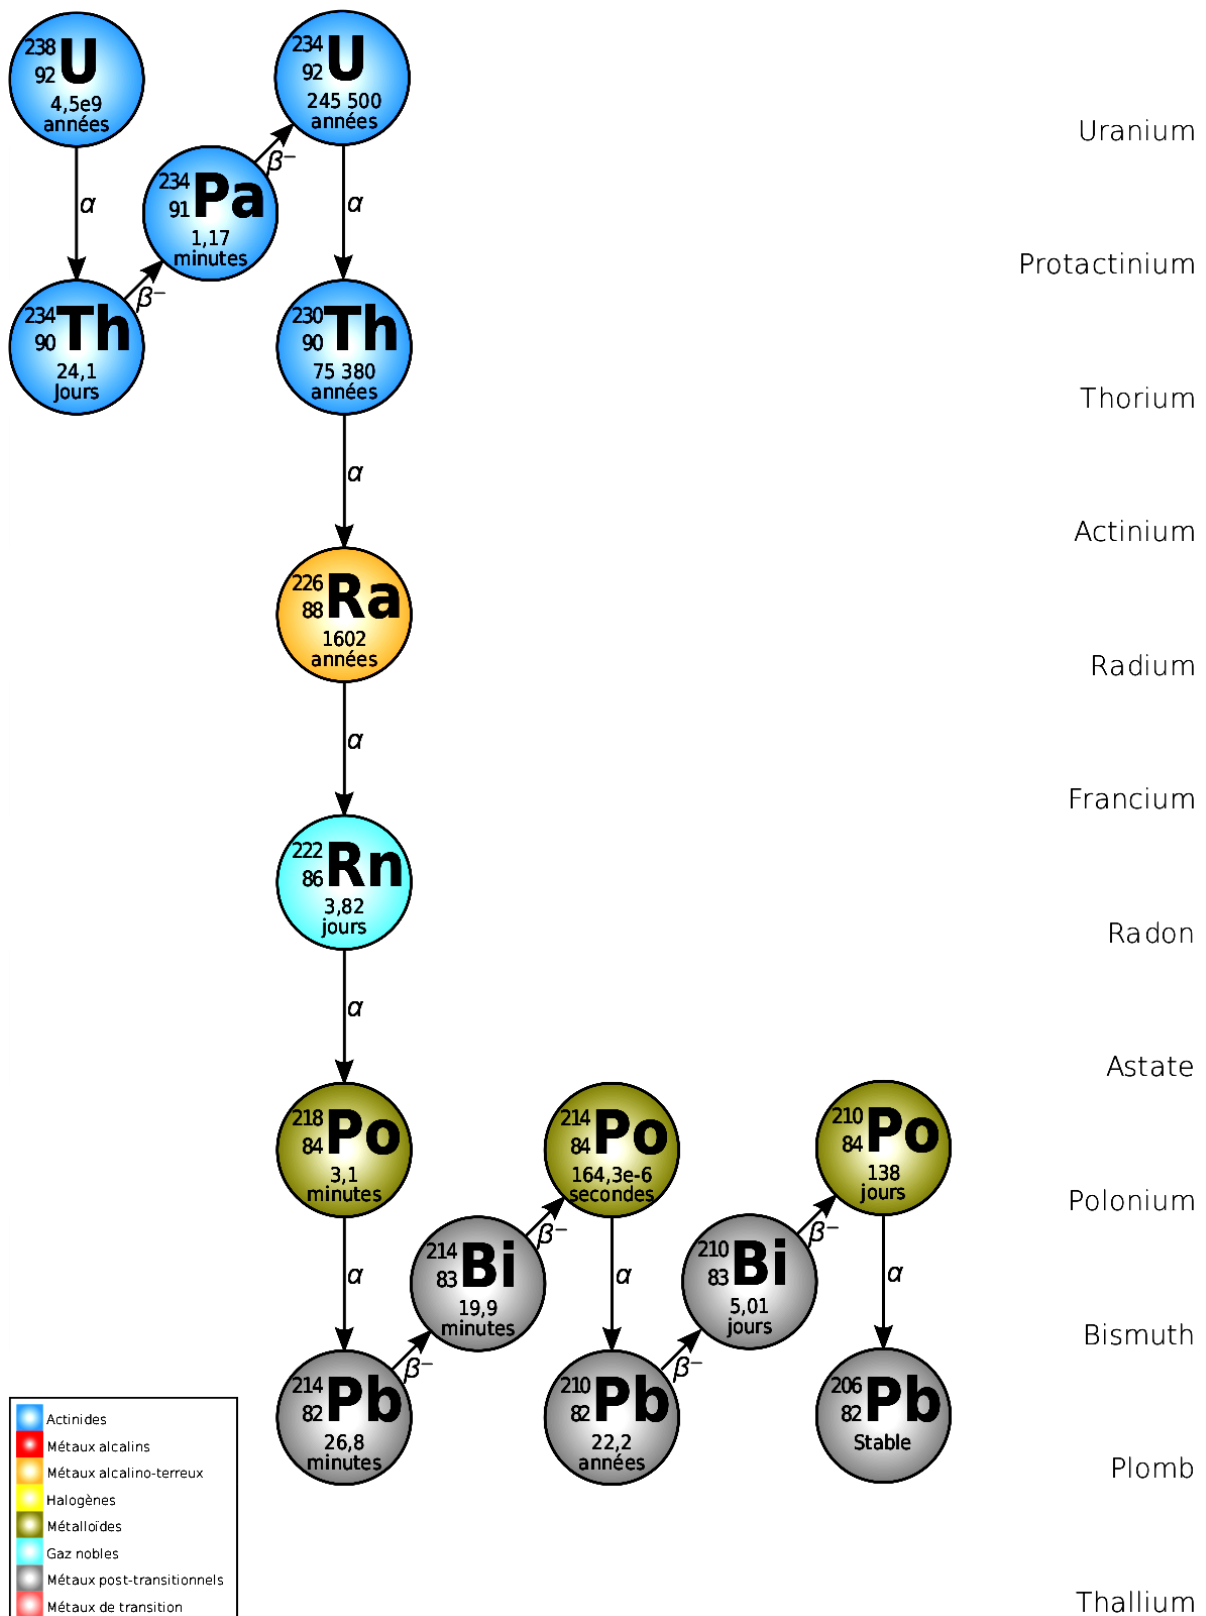 238
92
U
4,5e9
années
234
92
U
245 500
années
Uranium
α
β⁻
α
234
91
Pa
1,17
minutes
Protactinium
β⁻
234
90
Th
24,1
Jours
230
90
Th
75 380
années
Thorium
α
Actinium
226
88
Ra
1602
années
Radium
α
Francium
222
86
Rn
3,82
jours
Radon
α
Astate
218
84
Po
3,1
minutes
214
84
Po
164,3e-6
secondes
210
84
Po
138
jours
Polonium
α
β⁻
α
β⁻
α
214
83
Bi
19,9
minutes
210
83
Bi
5,01
jours
Bismuth
β⁻
β⁻
214
82
Pb
26,8
minutes
210
82
Pb
22,2
années
206
82
Pb
Stable
Plomb
Actinides
Métaux alcalins
Métaux alcalino-terreux
Halogènes
Métalloïdes
Gaz nobles
Métaux post-transitionnels
Métaux de transition
Thallium